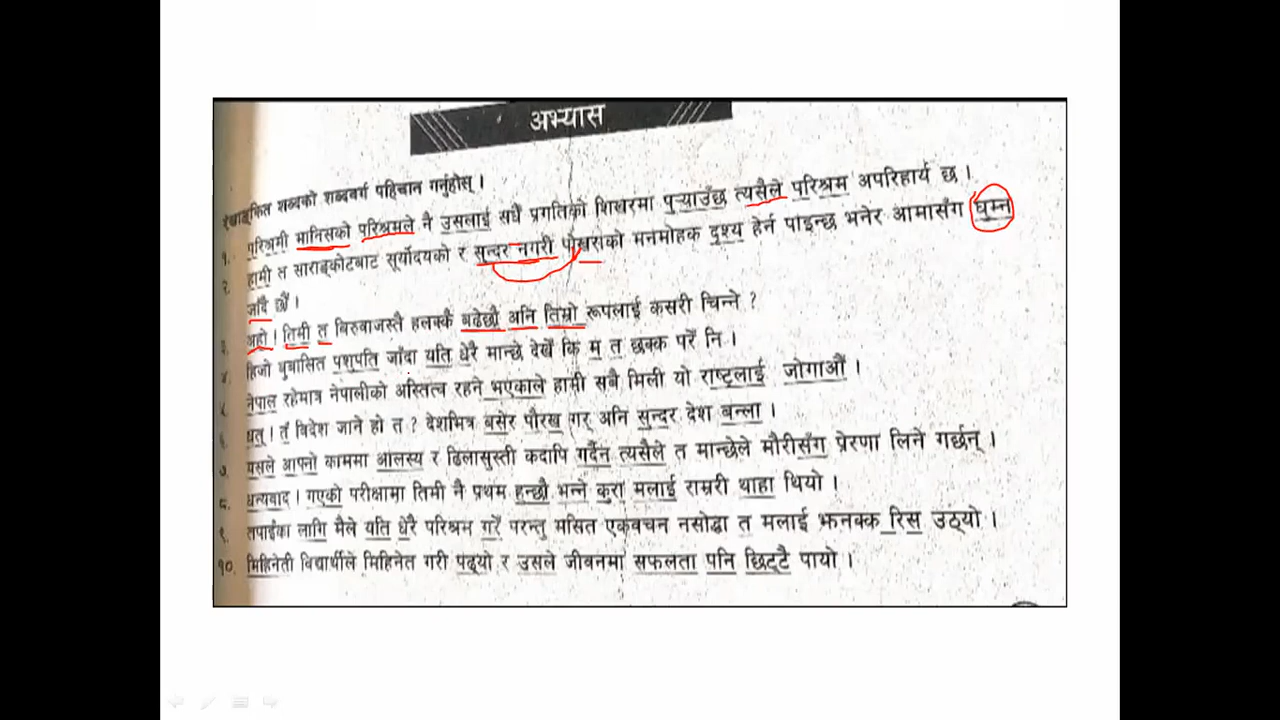 अभ्यास
रेखाङ्कित शब्दको शब्दवर्ग पहिचान गर्नुहोस् ।
१. परिश्रमी मानिसको परिश्रमले नै उसलाई सधैँ प्रगतिको शिखरमा पुर्‍याउँछ त्यसैले परिश्रम अपरिहार्य छ ।
२. हामी त साराङ्कोटबाट सूर्योदयको र सुन्दर नगरी पोखराको मनमोहक दृश्य हेर्न पाइन्छ भनेर आमासँग घुम्न
जाँदै छौँ ।
३. अहो ! तिमी त बिरुवाजस्तै हलक्कै बढेछौ अनि तिम्रो रूपलाई कसरी चिन्ने ?
४. हिजो सुवासित पशुपति जाँदा यति धेरै मान्छे देखेँ कि म त छक्क परेँ नि ।
५. नेपाल रहेमात्र नेपालीको अस्तित्व रहने भएकाले हामी सबै मिली यो राष्ट्रलाई जोगाऔँ ।
६. धत् ! तँ विदेश जाने हो त ? देशभित्र बसेर पौरख गर् अनि सुन्दर देश बन्ला ।
७. यसले आफ्नो काममा आलस्य र ढिलासुस्ती कदापि गर्दैन त्यसैले त मान्छेले मौरीसँग प्रेरणा लिने गर्छन् ।
८. धन्यवाद ! गएको परीक्षामा तिमी नै प्रथम हुन्छौ भन्ने कुरा मलाई राम्ररी थाहा थियो ।
९. तपाईंका लागि मैले यति धेरै परिश्रम गरेँ परन्तु मसित एकवचन नसोद्धा त मलाई झनक्क रिस उठ्यो ।
१०. मिहिनेती विद्यार्थीले मिहिनेत गरी पढ्यो र उसले जीवनमा सफलता पनि छिट्टै पायो ।